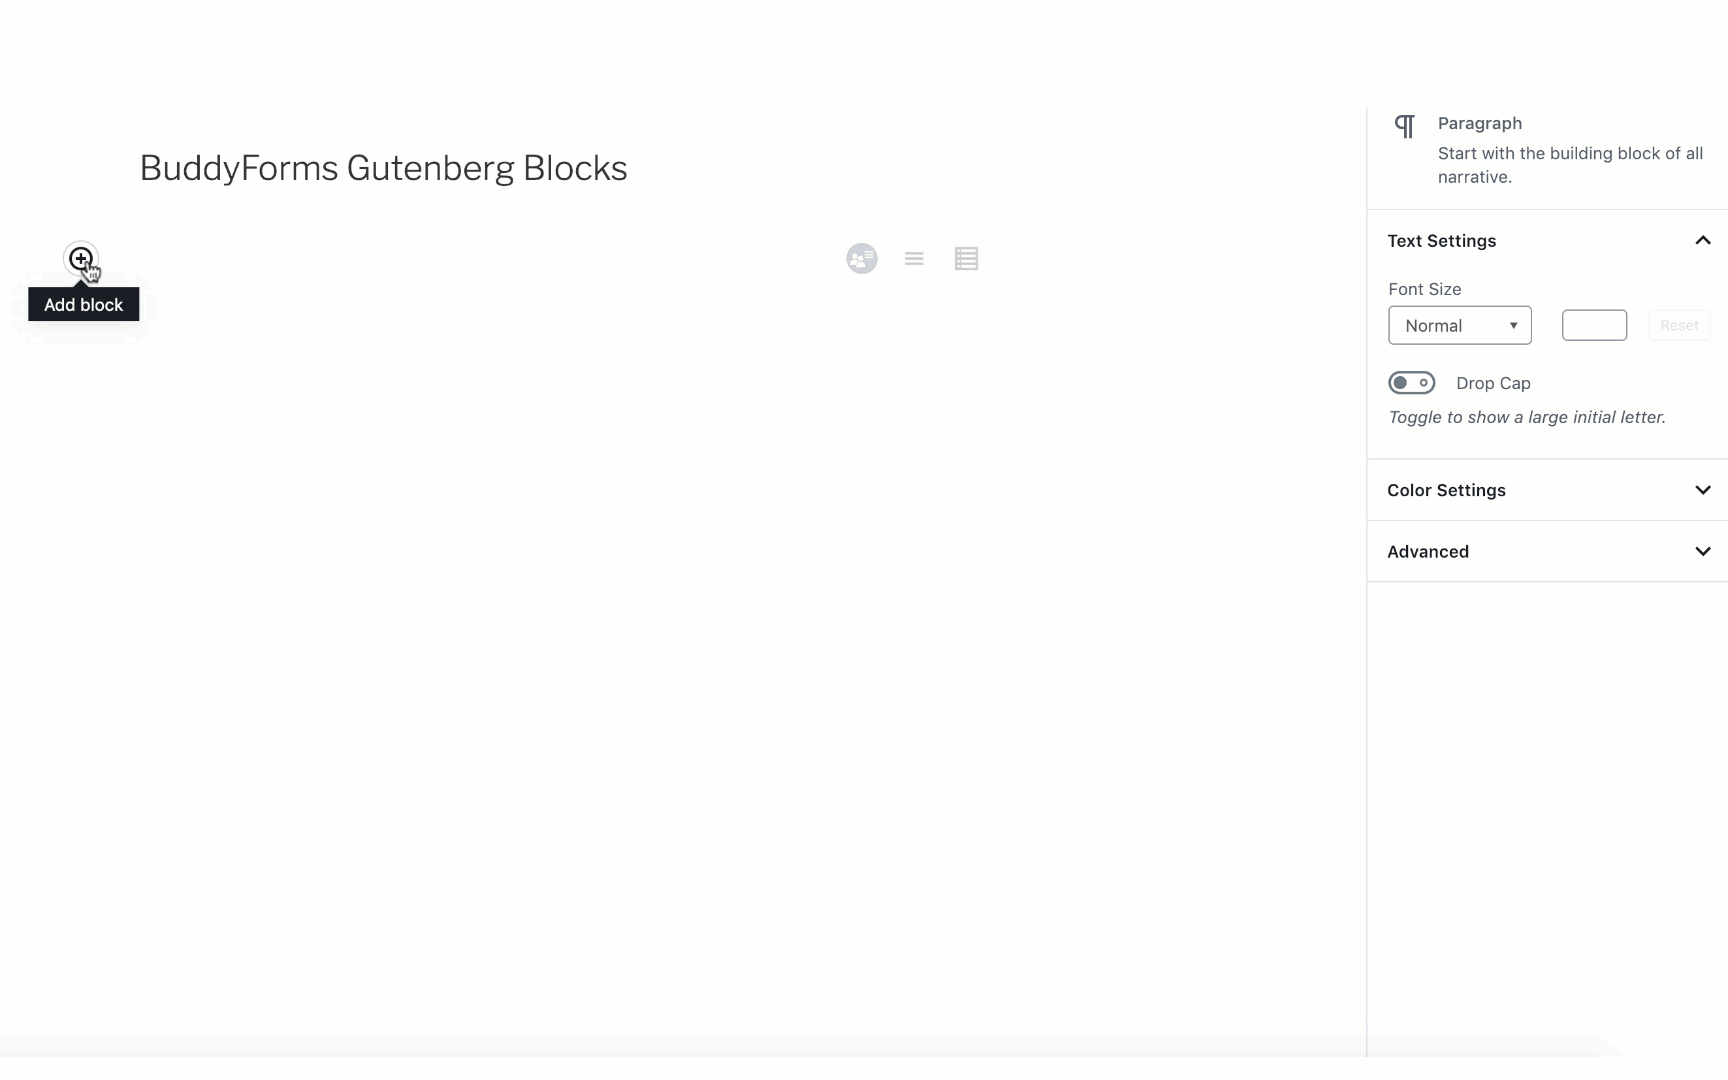 BuddyForms Gutenberg Blocks
Add block
Paragraph
Start with the building block of all
narrative.
Text Settings
Font Size
Normal
Reset
Drop Cap
Toggle to show a large initial letter.
Color Settings
Advanced